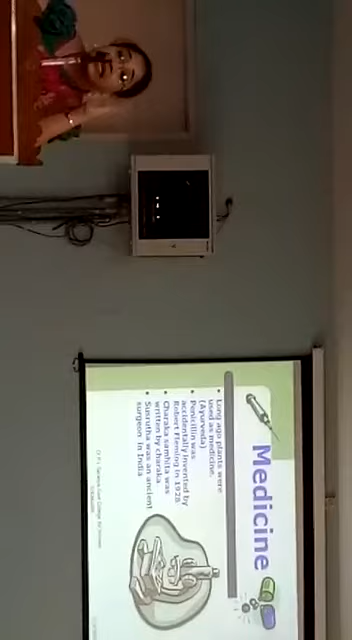 Medicine
• Long ago plants were
used as medicine.
(Ayurveda)
• Penicillin was
accidentally invented by
Robert Fleming in 1928
• Charaka samhita was
written by charaka
• Susrutha was an ancient
surgeon in India